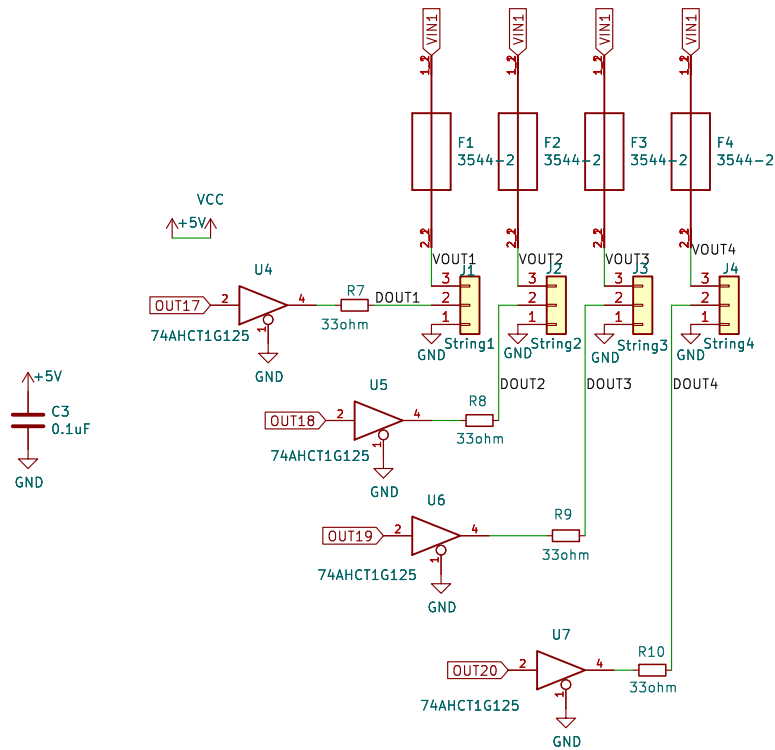 VIN1 VIN1 VIN1 VIN1
1 2 1 2 1 2 1 2
F1 F2 F3 F4
3544-2 3544-2 3544-2 3544-2
VCC
+5V
2 2 2 2
VOUT1 VOUT2 VOUT3 VOUT4
U4 J1 J2 J3 J4
3 3 3 3
R7
OUT17 2 4 DOUT1 2 2 2 2
33ohm 1 1 1 1
74AHCT1G125 1
GND GND GND GND
String1 String2 String3 String4
GND
+5V
U5 DOUT2 DOUT3 DOUT4
C3 R8
0.1uF OUT18 2 4
33ohm
74AHCT1G125 1
GND GND
U6
R9
OUT19 2 4
33ohm
74AHCT1G125 1
GND
U7
R10
OUT20 2 4
33ohm
74AHCT1G125 1
GND